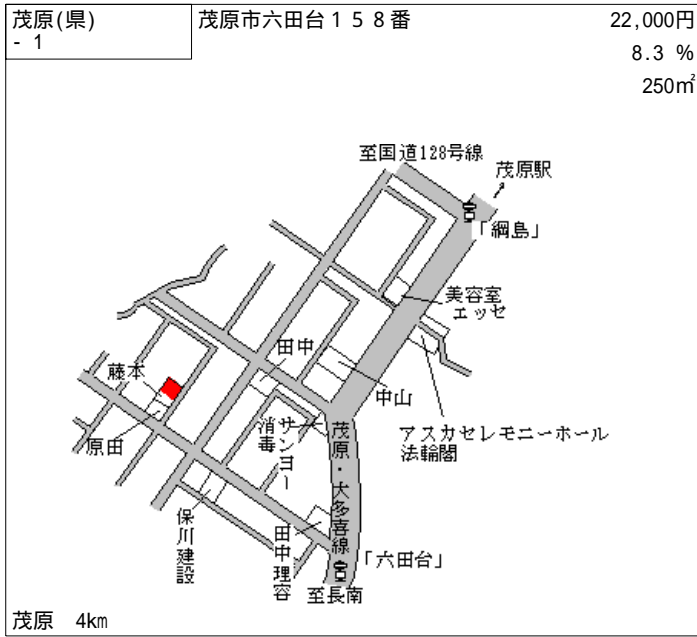 茂原(県)
- 1
茂原市六田台１５８番
22,000円
8.3 %
250㎡
至国道128号線
茂原駅
「綱島」
美容室
エッセ
田中
中山
藤本
原田
サンヨー
消毒
アスカセレモニーホール
法輪閣
茂原・大多喜線
保川建設
田中理容
「六田台」
至長南
茂原 4km